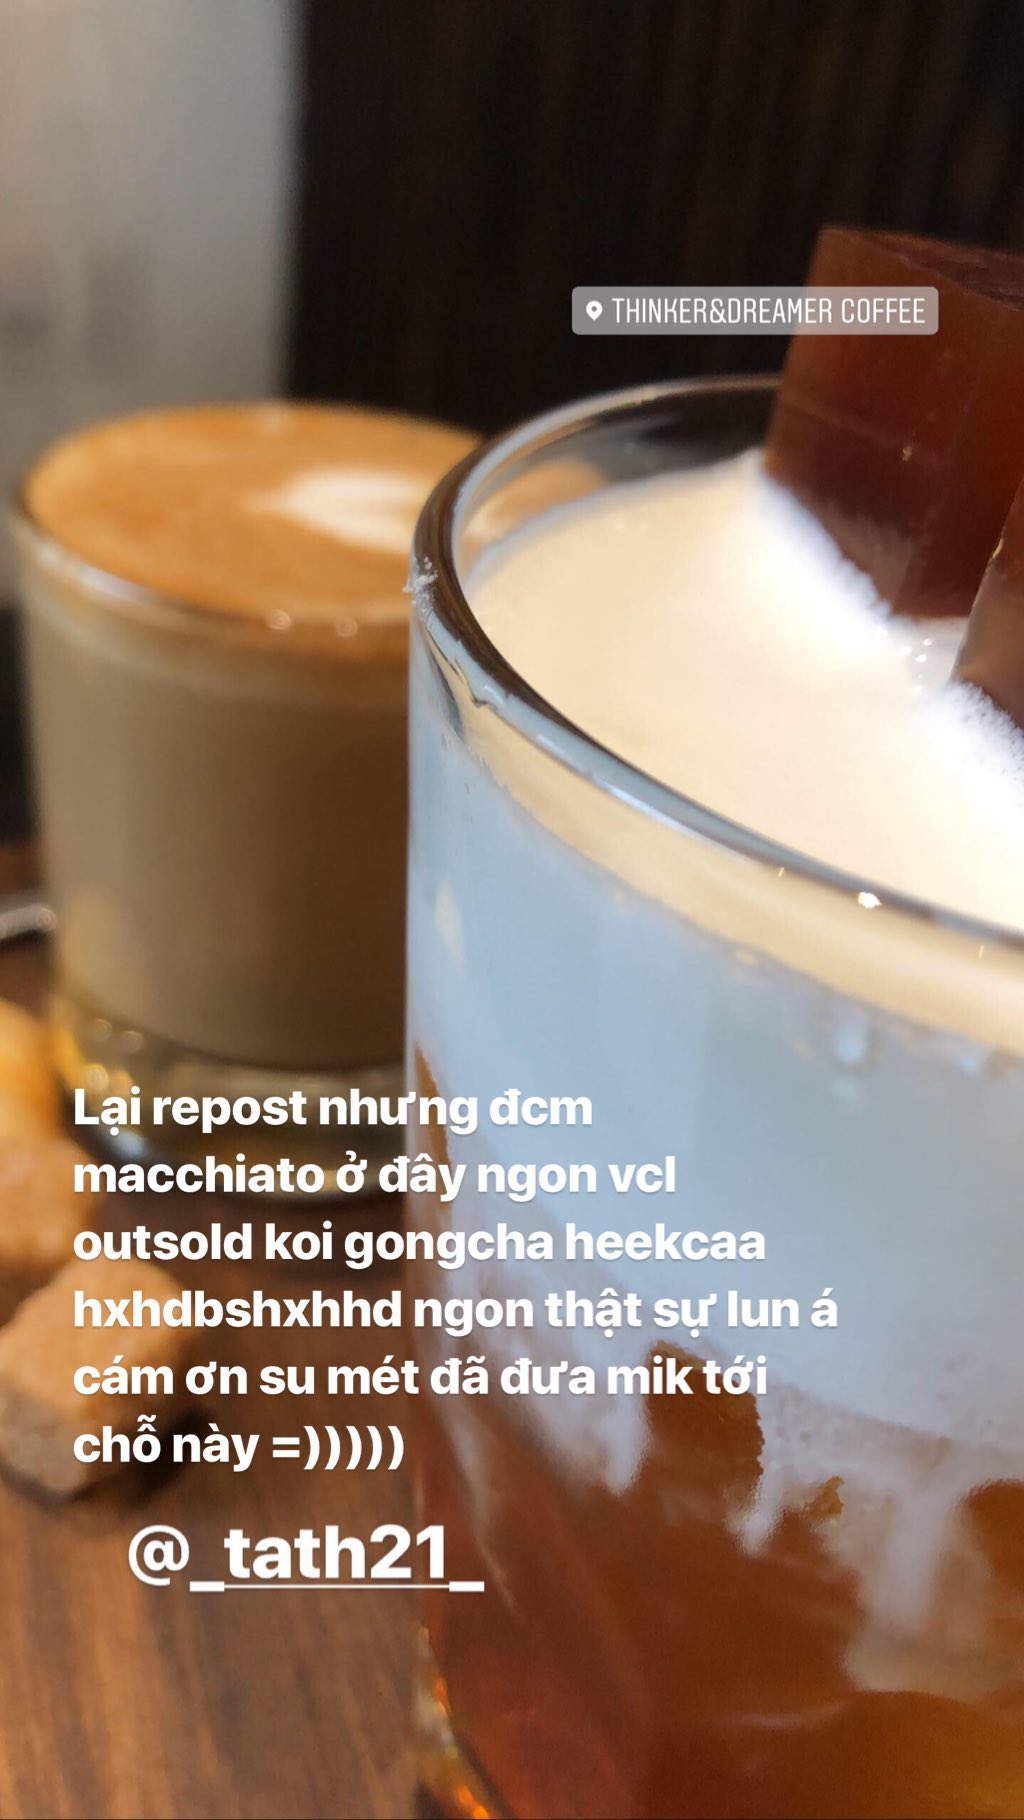 THINKER&DREAMER COFFEE
Lại repost nhưng đcm
macchiato ở đây ngon vcl
outsold koi gongcha heekcaa
hxhdbshxhhd ngon thật sự lun á
cám ơn su mét đã đưa mik tới
chỗ này =)))))
@_tath21_